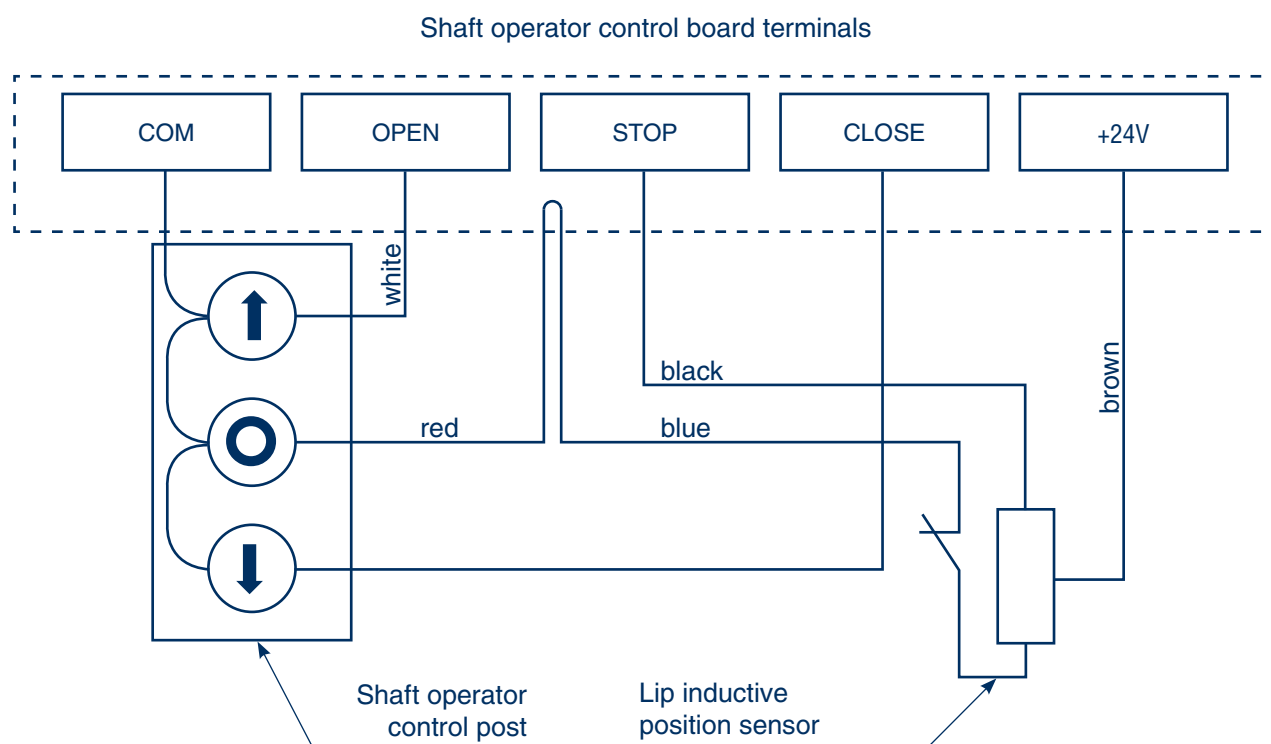 Shaft operator control board terminals
COM
OPEN
STOP
CLOSE
+24V
white
black
brown
red
blue
Shaft operator
control post
Lip inductive
position sensor